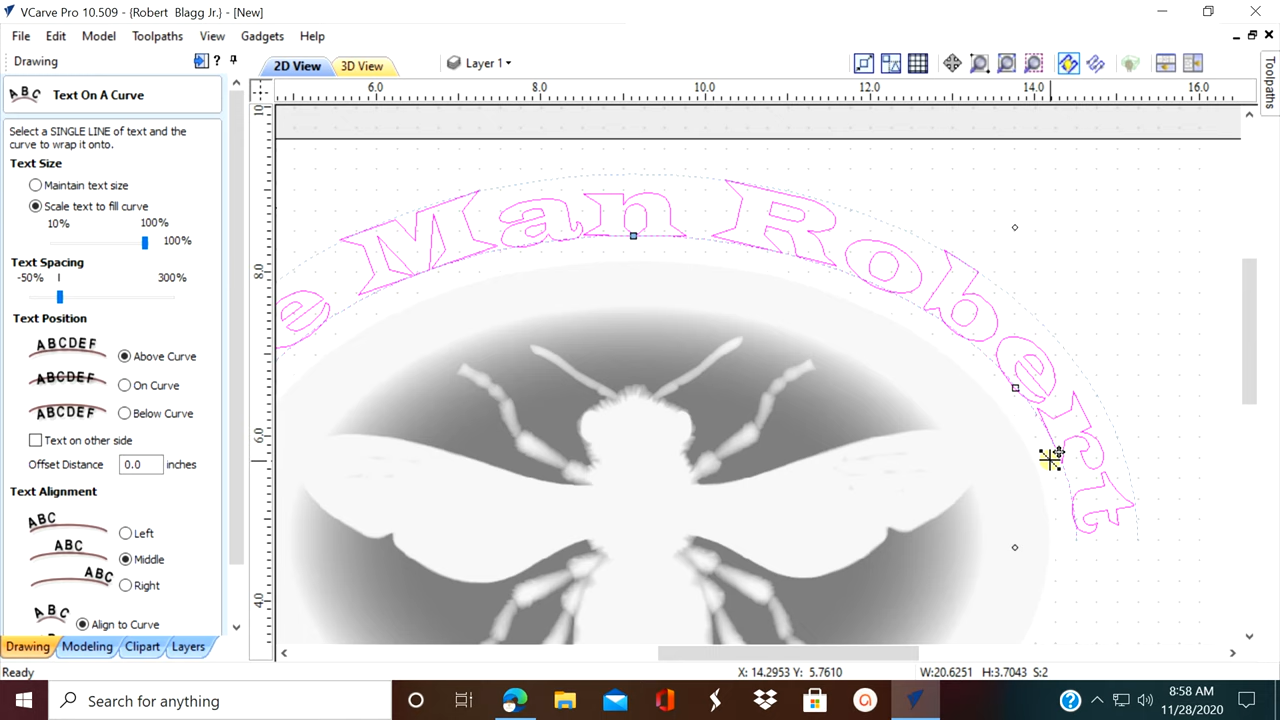 VCarve Pro 10.509 - {Robert Blagg Jr.} - [New]
File Edit Model Toolpaths View Gadgets Help
Drawing
2D View
3D View
Layer 1
Toolpaths
ABC Text On A Curve
6.0 8.0 10.0 12.0 14.0 16.0
10
8.0
6.0
4.0
Select a SINGLE LINE of text and the
curve to wrap it onto.
Text Size
Maintain text size
Scale text to fill curve
10% 100%
100%
Text Spacing
-50% 300%
Text Position
ABCDEF Above Curve
ABCDEF On Curve
ABCDEF Below Curve
Text on other side
Offset Distance 0.0 inches
Text Alignment
ABC Left
ABC Middle
ABC Right
ABC Align to Curve
e Man Robert
Drawing Modeling Clipart Layers
Ready
X: 14.2953 Y: 5.7610
W:20.6251 H:3.7043 S:2
Search for anything
8:58 AM
11/28/2020